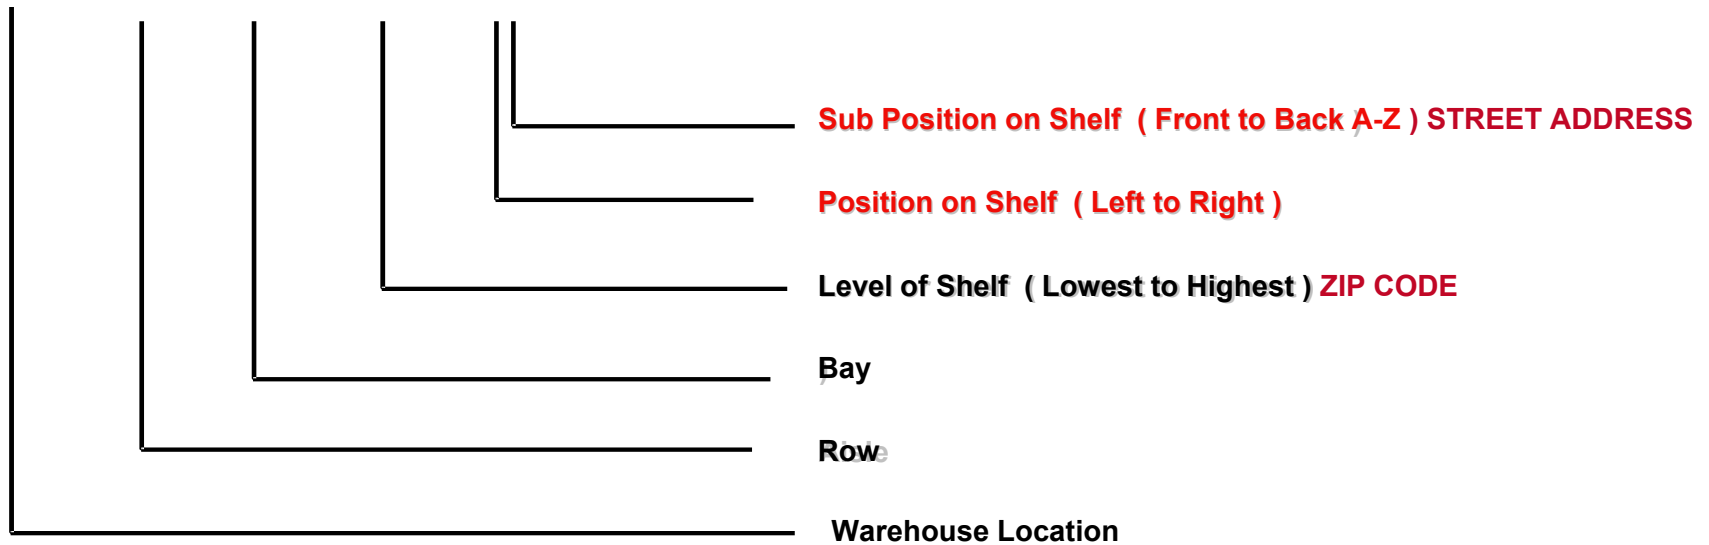 Sub Position on Shelf ( Front to Back A-Z ) STREET ADDRESS
Position on Shelf ( Left to Right )
Level of Shelf ( Lowest to Highest ) ZIP CODE
Bay
Row
Warehouse Location